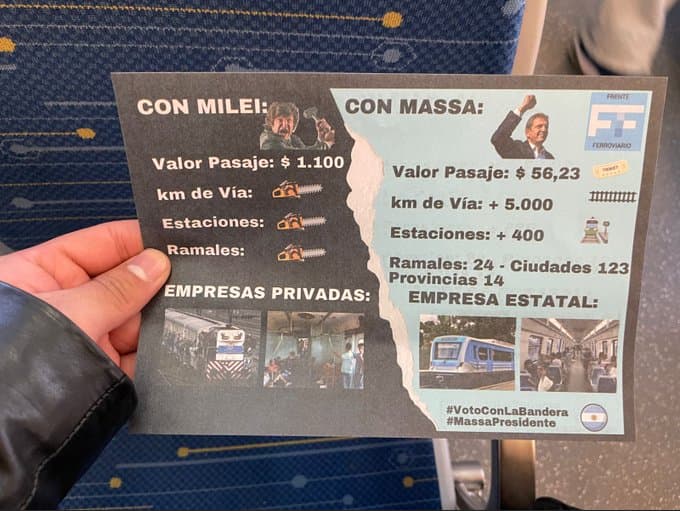 CON MILEI:
Valor Pasaje: $ 1.100
km de Vía:
Estaciones:
Ramales:
EMPRESAS PRIVADAS:
CON MASSA:
FRENTE
FF
FERROVIARIO
Valor Pasaje: $ 56,23
TICKET
km de Vía: + 5.000
Estaciones: + 400
Ramales: 24 - Ciudades 123
Provincias 14
EMPRESA ESTATAL:
#VotoConLaBandera
#MassaPresidente